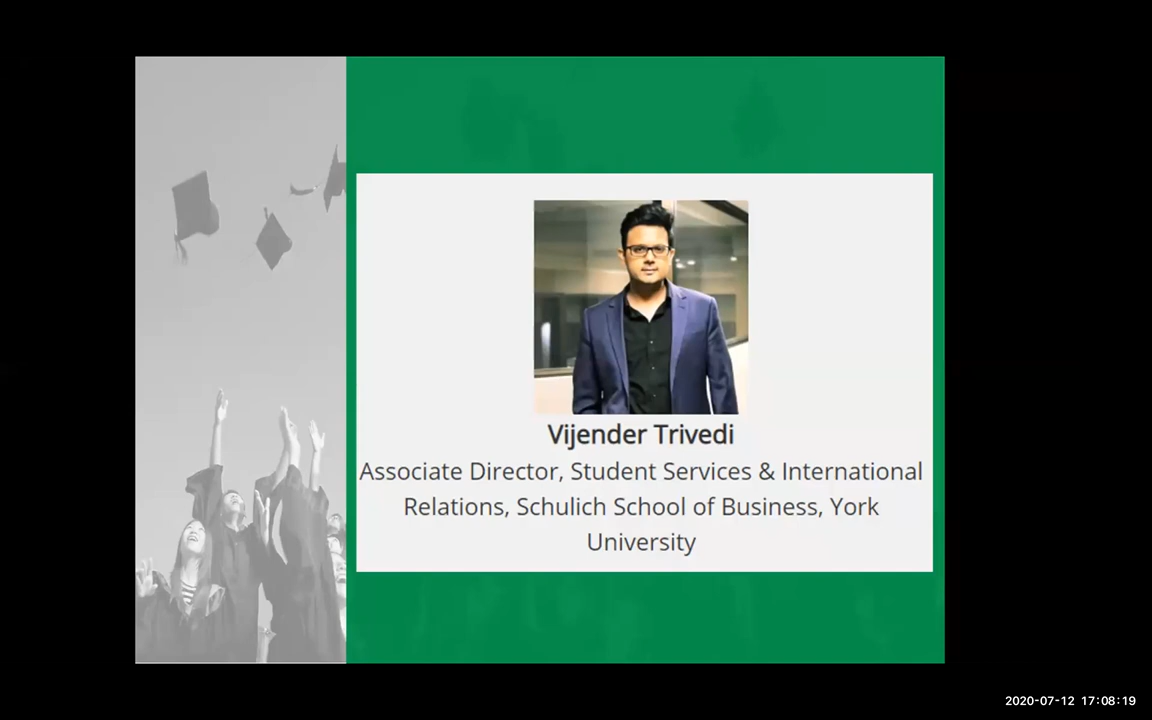 Vijender Trivedi
Associate Director, Student Services & International
Relations, Schulich School of Business, York
University
2020-07-12 17:08:19